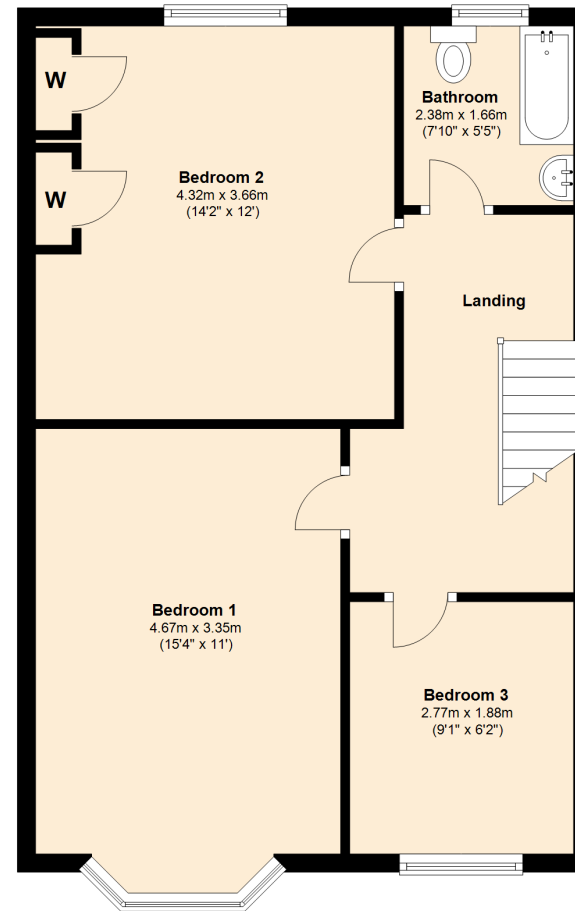 W
W
Bedroom 2
4.32m x 3.66m
(14'2" x 12')
Bathroom
2.38m x 1.66m
(7'10" x 5'5")
Landing
Bedroom 1
4.67m x 3.35m
(15'4" x 11')
Bedroom 3
2.77m x 1.88m
(9'1" x 6'2")